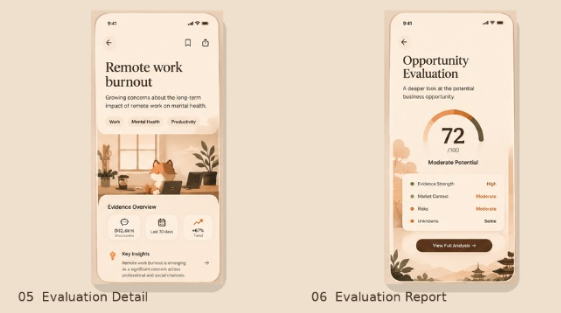 9:41
Remote work
burnout
Growing concerns about the long-term
impact of remote work on mental health.
Work Mental Health Productivity
Evidence Overview
Last 30 days
+67%
Trend
Key Insights
Remote work burnout is emerging
as a significant concern across
professional and social channels.
05 Evaluation Detail
9:41
Opportunity
Evaluation
A deeper look at the potential
business opportunity.
72
/100
Moderate Potential
Evidence Strength High
Market Context Moderate
Risks Moderate
Unknowns Some
View Full Analysis →
06 Evaluation Report